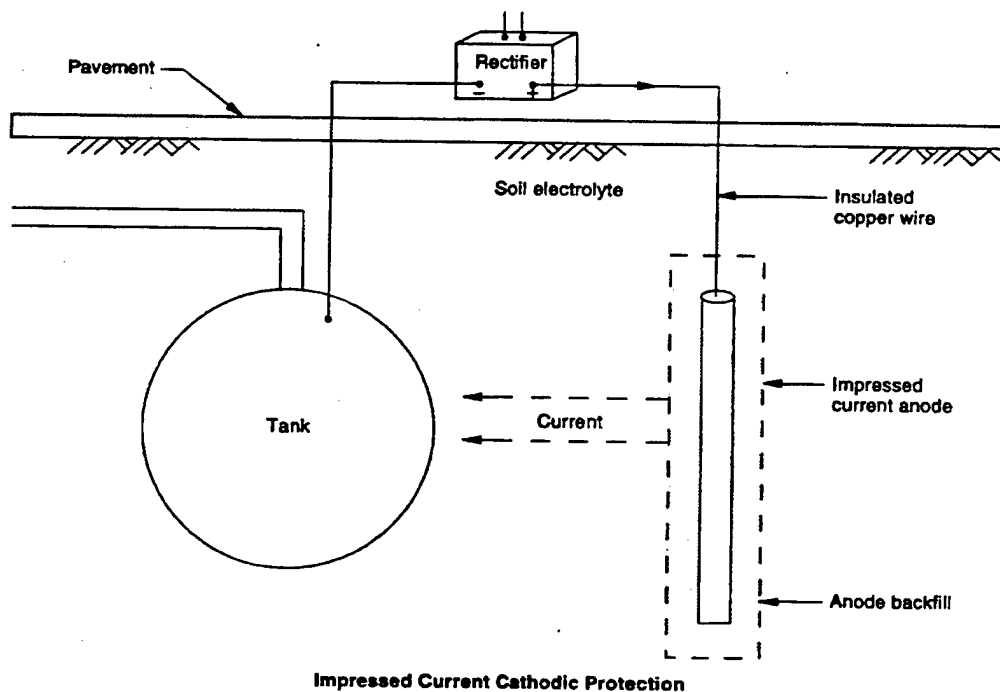 Rectifier
Pavement
- +
Soil electrolyte
Insulated
copper wire
Impressed
current anode
Tank
Current
Anode backfill
Impressed Current Cathodic Protection